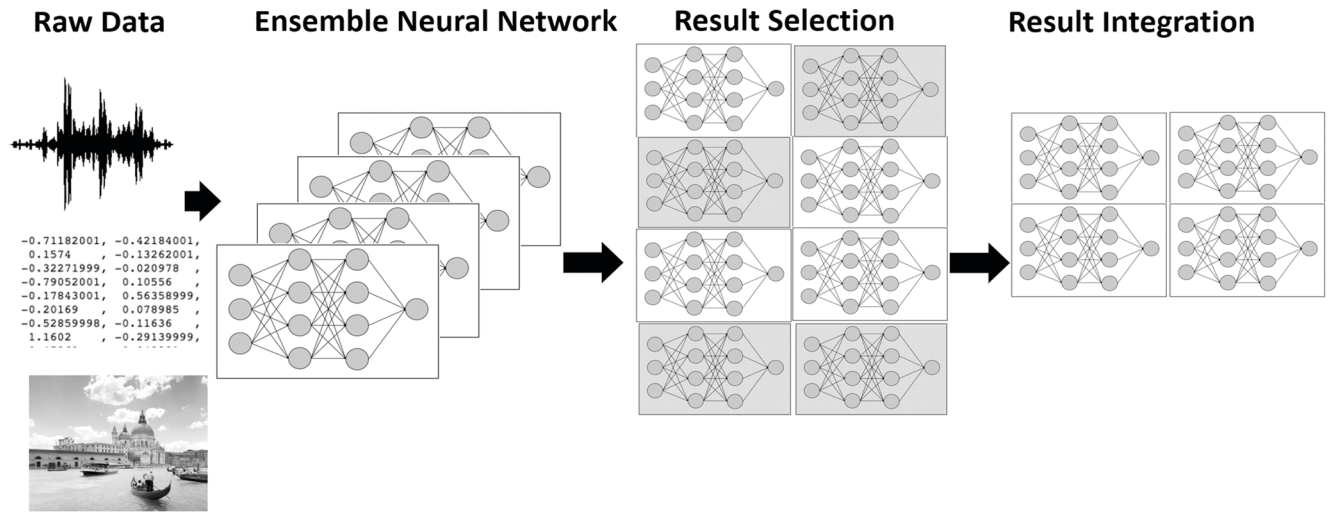 Raw Data
Ensemble Neural Network
Result Selection
Result Integration
-0.71182001, -0.42184001,
0.1574    , -0.13262001,
-0.32271999, -0.020978  ,
-0.79052001,  0.10556   ,
-0.17843001,  0.56358999,
-0.20169   ,  0.078985  ,
-0.52859998, -0.11636   ,
1.1602    , -0.29139999,